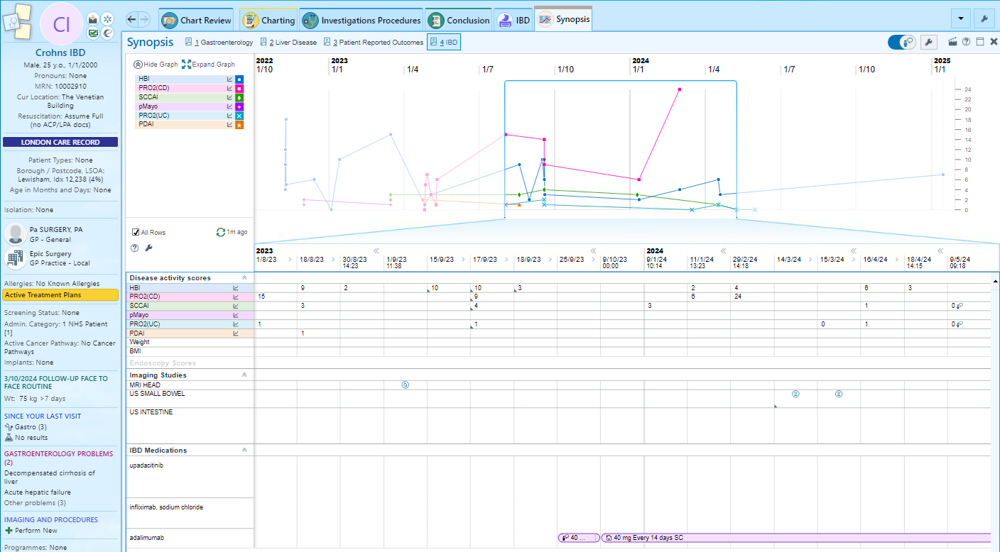 CI
Crohns IBD
Male, 25 y.o., 1/1/2000
Pronouns: None
MRN: 10002910
Cur Location: The Venetian
Building
Resuscitation: Assume Full
(no ACP/LPA docs)
LONDON CARE RECORD
Patient Types: None
Borough / Postcode, LSOA:
Lewisham, Idx 12,238 (4%)
Age in Months and Days: None
Isolation: None
Pa SURGERY, PA
GP - General
Epic Surgery
GP Practice - Local
Allergies: No Known Allergies
Active Treatment Plans
Screening Status: None
Admin. Category: 1 NHS Patient
[1]
Active Cancer Pathway: No Cancer
Pathways
Implants: None
3/10/2024 FOLLOW-UP FACE TO
FACE ROUTINE
Wt: 75 kg >7 days
SINCE YOUR LAST VISIT
Gastro (3)
No results
GASTROENTEROLOGY PROBLEMS
(2)
Decompensated cirrhosis of
liver
Acute hepatic failure
Other problems (3)
IMAGING AND PROCEDURES
Perform New
Programmes: None
Chart Review Charting Investigations Procedures Conclusion IBD Synopsis
Synopsis 1 Gastroenterology 2 Liver Disease 3 Patient Reported Outcomes 4 IBD
Hide Graph Expand Graph
HBI
PRO2(CD)
SCCAI
pMayo
PRO2(UC)
PDAI
2022 2023 2024 2025
1/10 1/1 1/4 1/7 1/10 1/1 1/4 1/7 1/10 1/1
24
22
20
18
16
14
12
10
8
6
4
2
0
All Rows 1m ago
2023 2024
1/8/23 18/8/23 30/8/23 1/9/23 15/9/23 17/9/23 18/9/23 25/9/23 9/10/23 9/1/24 11/1/24 29/2/24 14/3/24 15/3/24 16/4/24 18/4/24 9/5/24
14:23 11:38 00:00 10:14 13:23 14:18 14:15 09:18
Disease activity scores
HBI 9 2 10 10 3 2 4 6 3
PRO2(CD) 15 9 6 24
SCCAI 3 4 3 1 0
pMayo
PRO2(UC) 1 1 0 1 0
PDAI 1
Weight
BMI
Endoscopy Scores
Imaging Studies
MRI HEAD
US SMALL BOWEL
US INTESTINE
IBD Medications
upadacitinib
infliximab, sodium chloride
adalimumab 40 ... 40 mg Every 14 days SC